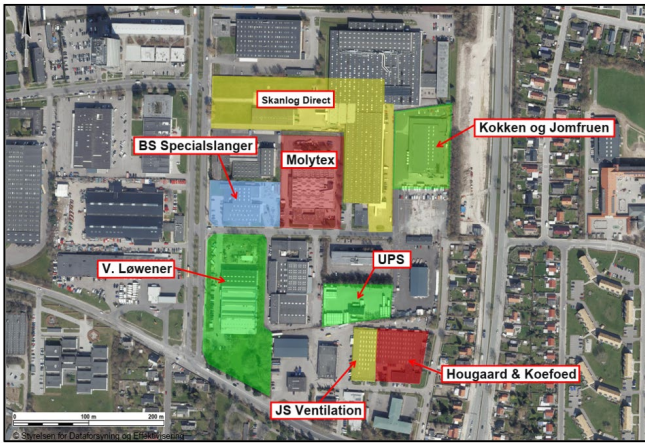 Skanlog Direct
Kokken og Jomfruen
BS Specialslanger
Molytex
V. Løwener
UPS
Hougaard & Koefoed
JS Ventilation
0 100 m 200 m
© Styrelsen for Dataforsyning og Effektivisering